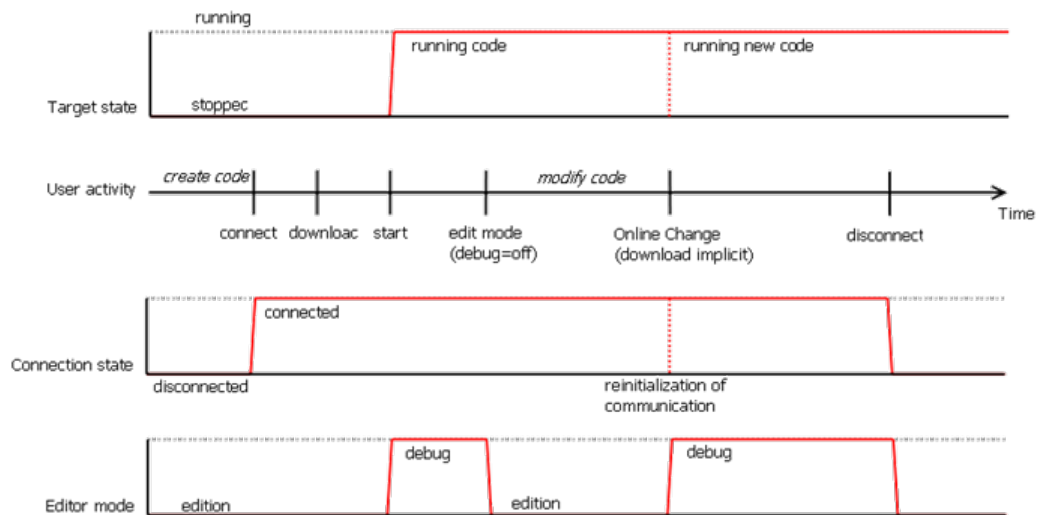 running
running code
running new code
stoppec
Target state
create code
modify code
User activity
Time
connect
downloac
start
edit mode
(debug=off)
Online Change
(download implicit)
disconnect
connected
Connection state
disconnected
reinitialization of
communication
debug
debug
edition
edition
Editor mode